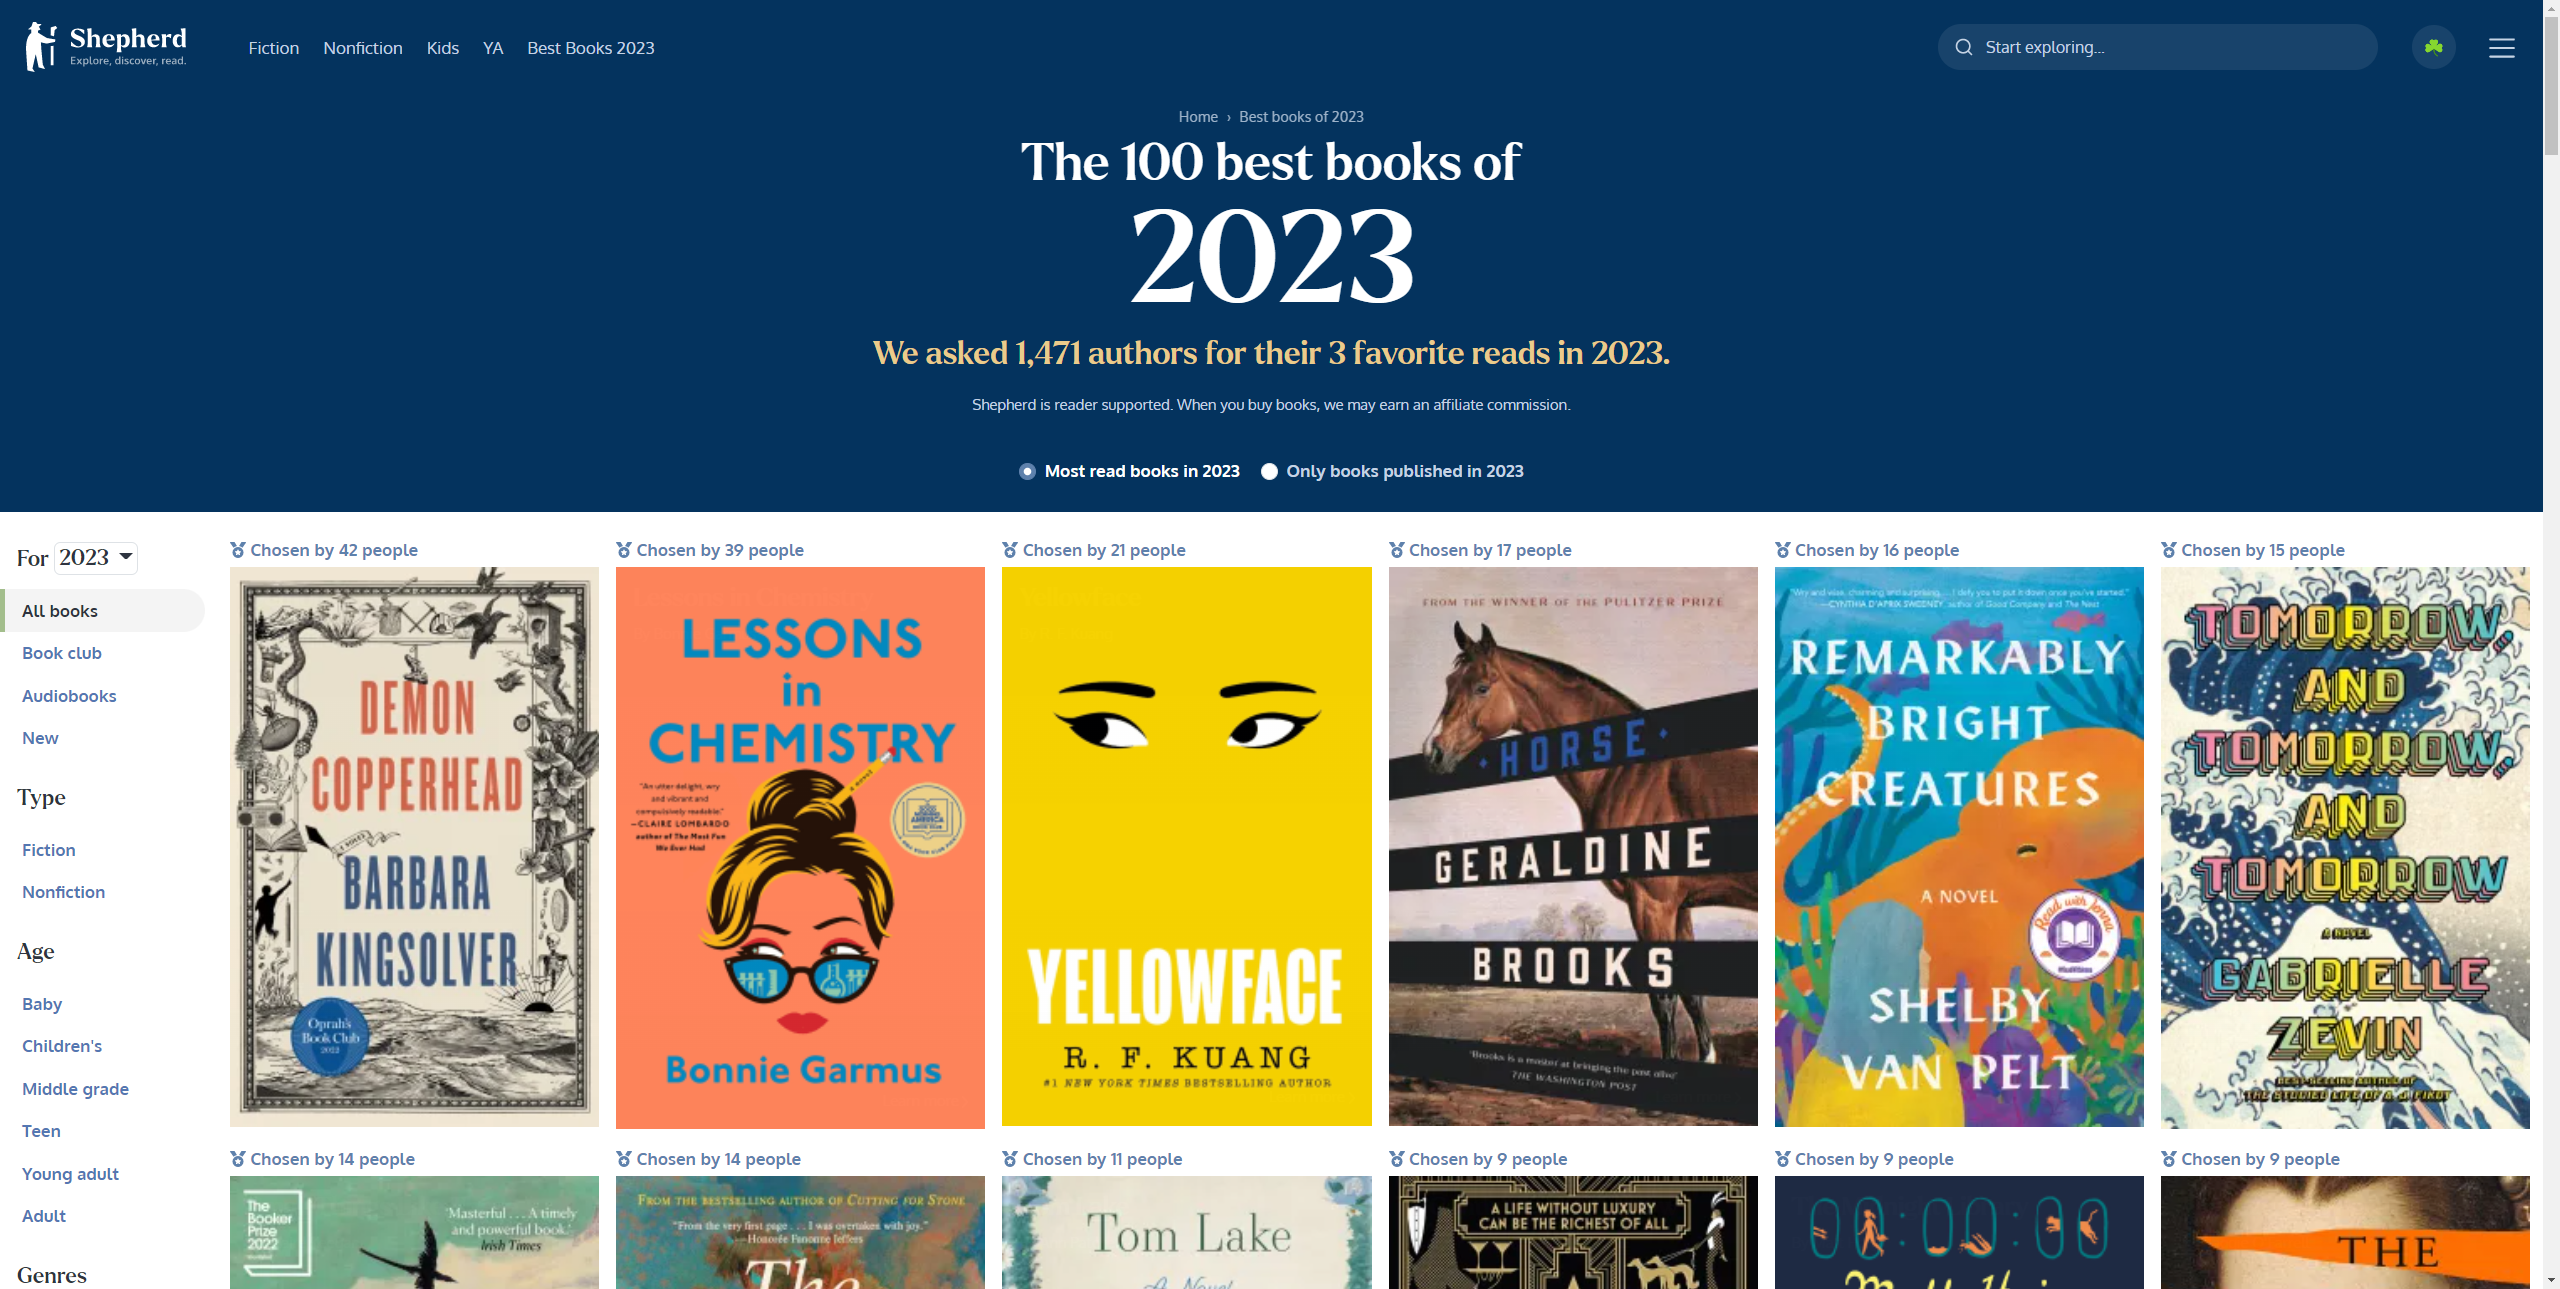 Shepherd
Explore, discover, read.
Fiction Nonfiction Kids YA Best Books 2023
Start exploring...
Home › Best books of 2023
The 100 best books of
2023
We asked 1,471 authors for their 3 favorite reads in 2023.
Shepherd is reader supported. When you buy books, we may earn an affiliate commission.
Most read books in 2023 Only books published in 2023
For 2023
All books
Book club
Audiobooks
New
Type
Fiction
Nonfiction
Age
Baby
Children's
Middle grade
Teen
Young adult
Adult
Genres
Chosen by 42 people
DEMON
COPPERHEAD
A NOVEL
BARBARA
KINGSOLVER
Oprah's
Book Club
2022
Chosen by 39 people
LESSONS
in
CHEMISTRY
A NOVEL
"An utter delight, wry
and vibrant and
compulsively readable."
—CLAIRE LOMBARDO
author of The Most Fun
We Ever Had
GOOD
MORNING
AMERICA
BOOK CLUB
Bonnie Garmus
Chosen by 21 people
YELLOWFACE
R. F. KUANG
#1 NEW YORK TIMES BESTSELLING AUTHOR
Chosen by 17 people
FROM THE WINNER OF THE PULITZER PRIZE
· HORSE ·
GERALDINE
BROOKS
'Brooks is a master at bringing the past alive'
THE WASHINGTON POST
Chosen by 16 people
"Wry and wise, charming and surprising. . . . I defy you to put it down once you've started."
—CYNTHIA D'APRIX SWEENEY, author of Good Company and The Nest
REMARKABLY
BRIGHT
CREATURES
A NOVEL
Read with Jenna
SHELBY
VAN PELT
Chosen by 15 people
TOMORROW,
AND
TOMORROW,
AND
TOMORROW
A NOVEL
GABRIELLE
ZEVIN
BEST-SELLING AUTHOR OF
THE STORIED LIFE OF A. J. FIKRY
Chosen by 14 people
The
Booker
Prize
2022
'Masterful . . . A timely
and powerful book.'
Irish Times
Chosen by 14 people
FROM THE BESTSELLING AUTHOR OF CUTTING FOR STONE
"From the very first page . . . I was overtaken with joy."
—Honorée Fanonne Jeffers
The
Chosen by 11 people
Tom Lake
A Novel
Chosen by 9 people
A LIFE WITHOUT LUXURY
CAN BE THE RICHEST OF ALL
A
Chosen by 9 people
00:00:00
Chosen by 9 people
THE